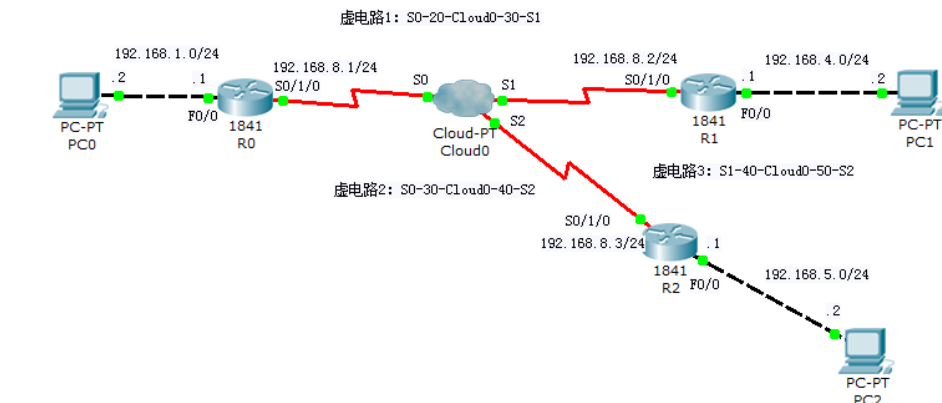 虚电路1：S0-20-Cloud0-30-S1
192.168.1.0/24
.2
.1
PC-PT
PC0
F0/0
1841
R0
192.168.8.1/24
S0/1/0
S0
S1
S2
Cloud-PT
Cloud0
192.168.8.2/24
S0/1/0
1841
R1
.1
F0/0
192.168.4.0/24
.2
PC-PT
PC1
虚电路2：S0-30-Cloud0-40-S2
虚电路3：S1-40-Cloud0-50-S2
S0/1/0
192.168.8.3/24
.1
1841
R2
F0/0
192.168.5.0/24
.2
PC-PT
PC2